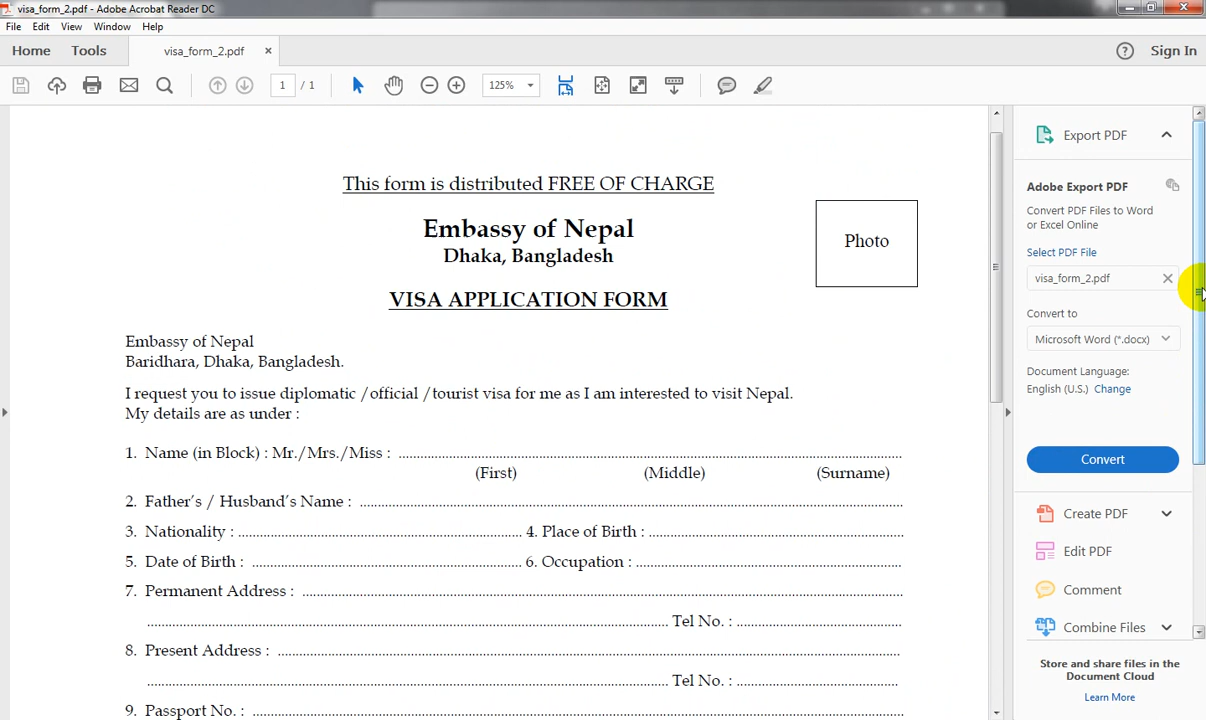 visa_form_2.pdf - Adobe Acrobat Reader DC
File Edit View Window Help
Home Tools visa_form_2.pdf × ? Sign In
1 / 1 125%
This form is distributed FREE OF CHARGE
Embassy of Nepal
Dhaka, Bangladesh
Photo
VISA APPLICATION FORM
Embassy of Nepal
Baridhara, Dhaka, Bangladesh.
I request you to issue diplomatic /official /tourist visa for me as I am interested to visit Nepal.
My details are as under :
1. Name (in Block) : Mr./Mrs./Miss : ..........
(First) (Middle) (Surname)
2. Father's / Husband's Name : ..........
3. Nationality : .......... 4. Place of Birth : ..........
5. Date of Birth : .......... 6. Occupation : ..........
7. Permanent Address : ..........
.......... Tel No. : ..........
8. Present Address : ..........
.......... Tel No. : ..........
9. Passport No. : ..........
Export PDF
Adobe Export PDF
Convert PDF Files to Word
or Excel Online
Select PDF File
visa_form_2.pdf ×
Convert to
Microsoft Word (*.docx)
Document Language:
English (U.S.) Change
Convert
Create PDF
Edit PDF
Comment
Combine Files
Store and share files in the
Document Cloud
Learn More